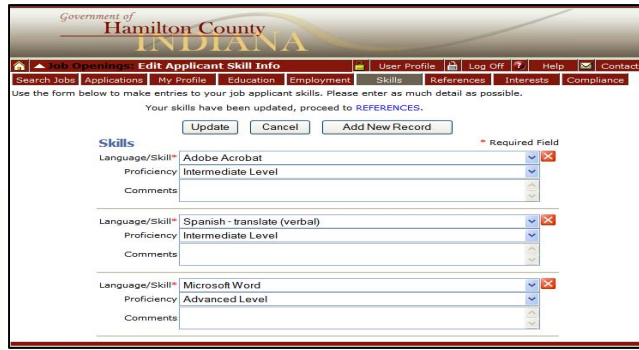 Government of
Hamilton County
INDIANA
Job Openings: Edit Applicant Skill Info User Profile Log Off Help Contact
Search Jobs Applications My Profile Education Employment Skills References Interests Compliance
Use the form below to make entries to your job applicant skills. Please enter as much detail as possible.
Your skills have been updated, proceed to REFERENCES.
Update Cancel Add New Record
Skills * Required Field
Language/Skill* Adobe Acrobat
Proficiency Intermediate Level
Comments
Language/Skill* Spanish - translate (verbal)
Proficiency Intermediate Level
Comments
Language/Skill* Microsoft Word
Proficiency Advanced Level
Comments